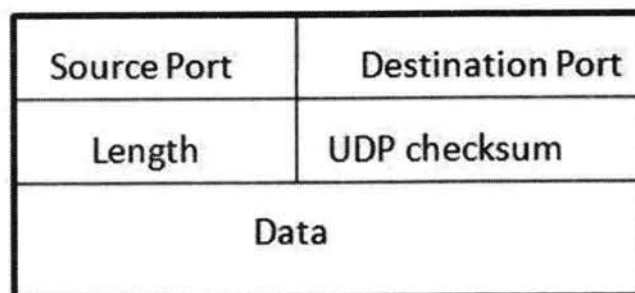 Source Port Destination Port
Length UDP checksum
Data